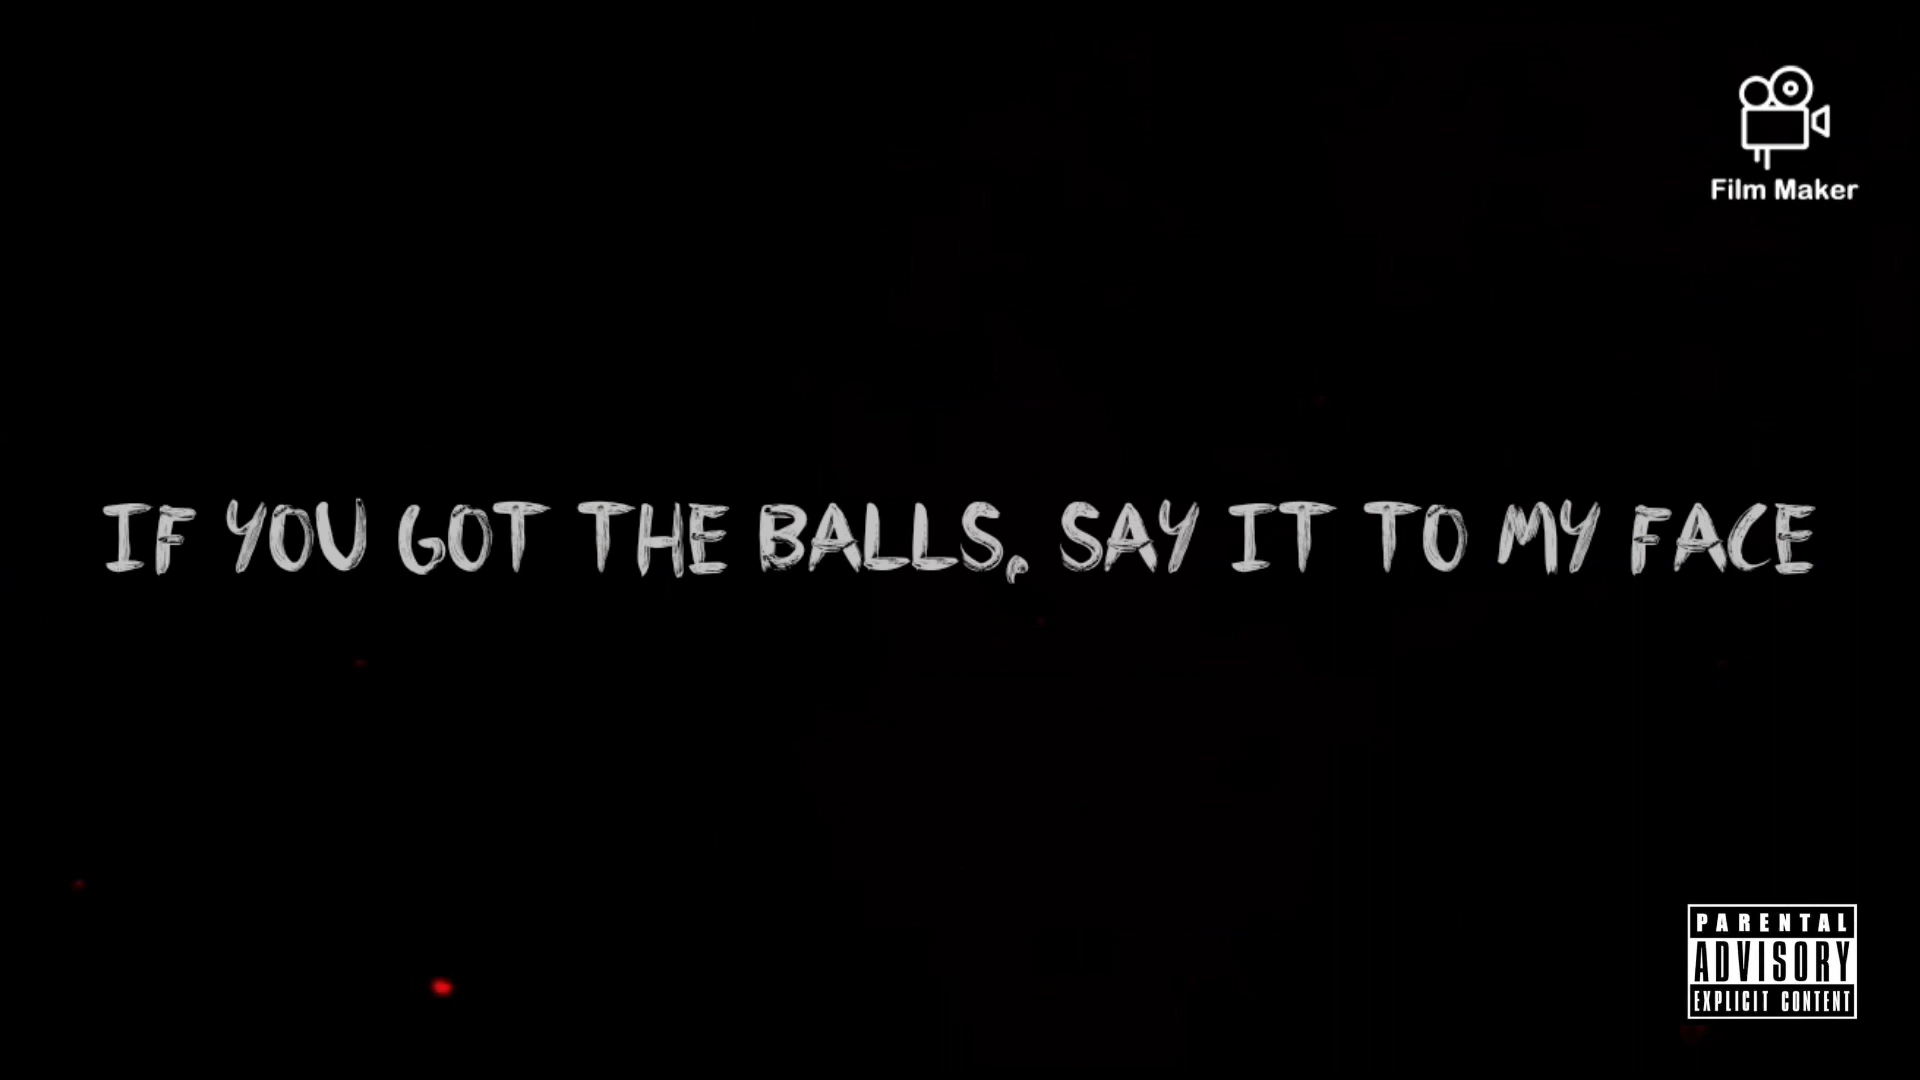 Film Maker
IF YOU GOT THE BALLS, SAY IT TO MY FACE
PARENTAL
ADVISORY
EXPLICIT CONTENT